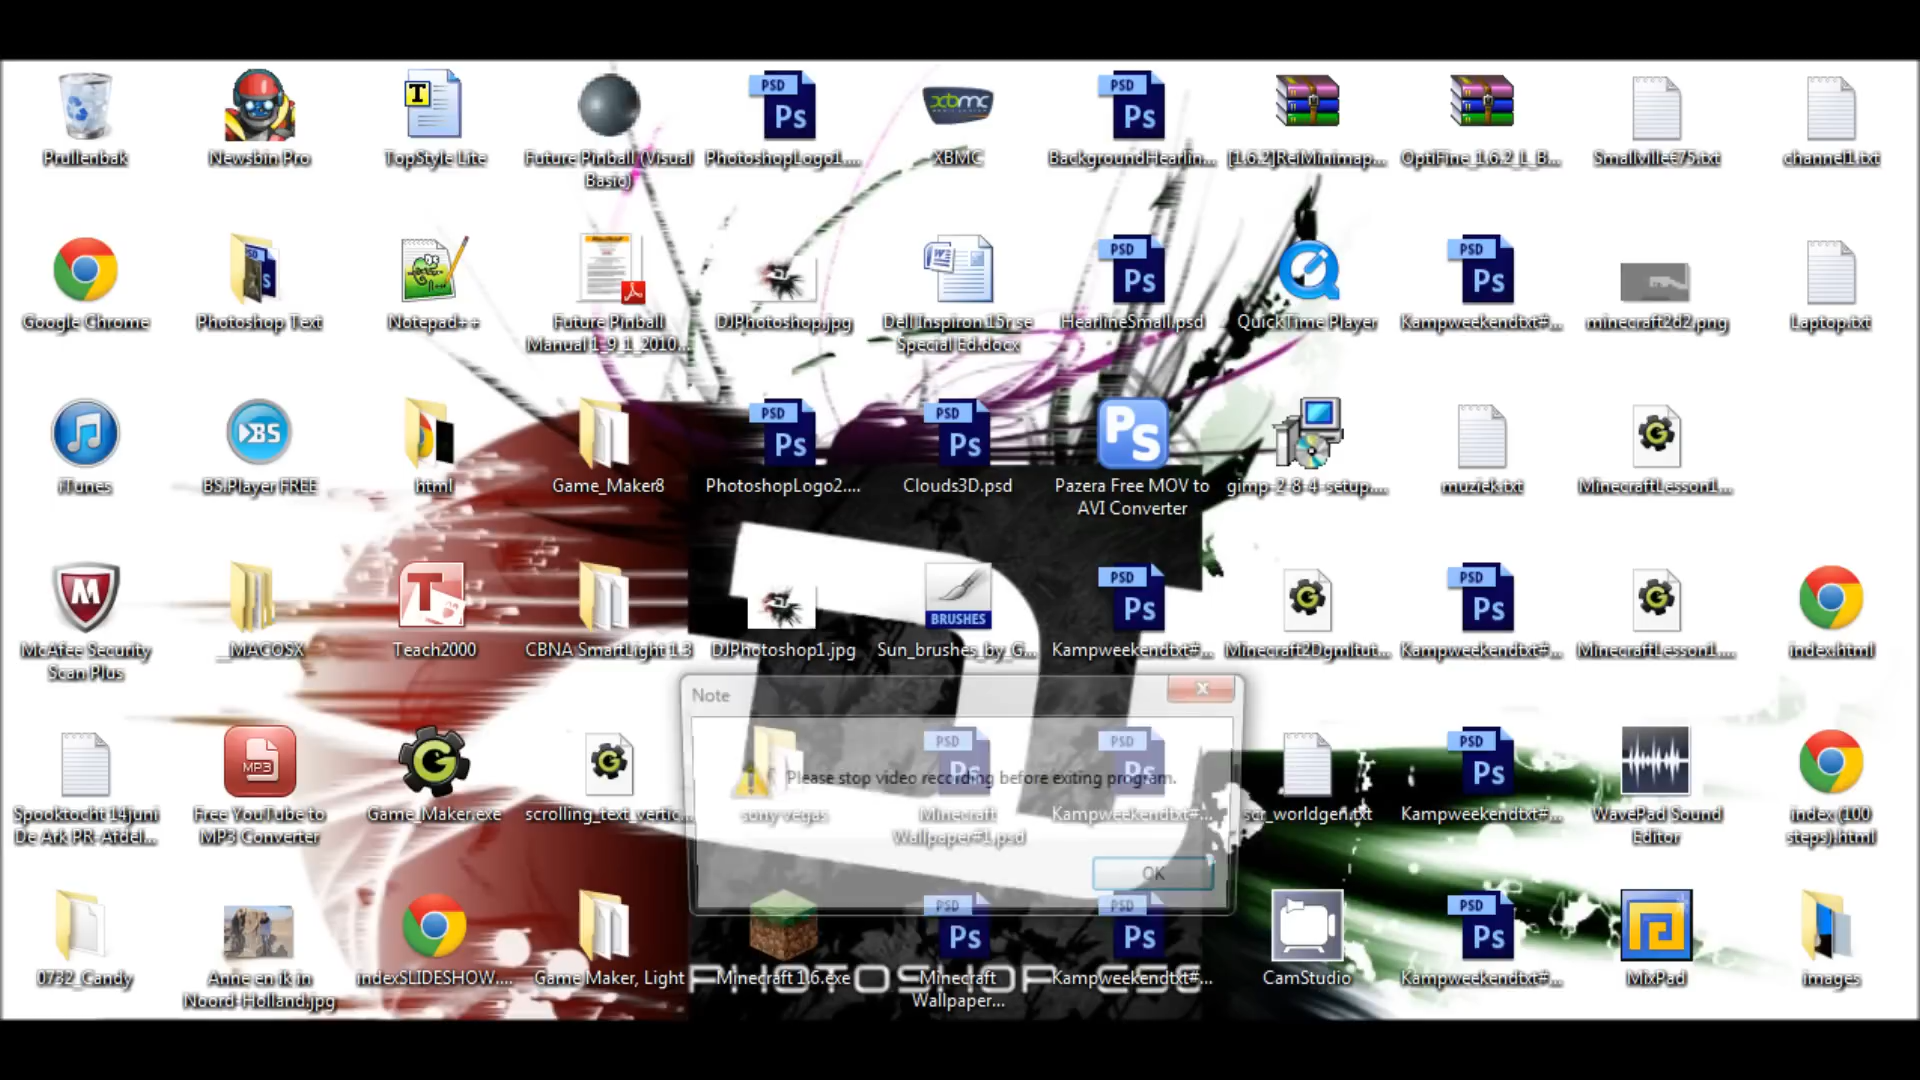 Prullenbak
Newsbin Pro
TopStyle Lite
Future Pinball (Visual
Basic)
PhotoshopLogo1....
XBMC
BackgroundHearlin...
[1.6.2]ReiMinimap...
OptiFine_1.6.2_L_B...
Smallville€75.txt
channel1.txt
Google Chrome
Photoshop Text
Notepad++
Future Pinball
Manual 1_9_1_2010...
DJPhotoshop.jpg
Dell Inspiron 15r se
Special Ed.docx
HearlineSmall.psd
QuickTime Player
Kampweekendtxt#...
minecraft2d2.png
Laptop.txt
iTunes
BS.Player FREE
html
Game_Maker8
PhotoshopLogo2....
Clouds3D.psd
Pazera Free MOV to
AVI Converter
gimp-2-8-4-setup....
muziek.txt
MinecraftLesson1....
BRUSHES
McAfee Security
Scan Plus
__MACOSX
Teach2000
CBNA SmartLight 1.3
DJPhotoshop1.jpg
Sun_brushes_by_G...
Kampweekendtxt#...
Minecraft2Dgmltut...
Kampweekendtxt#...
MinecraftLesson1....
index.html
Note
Please stop video recording before exiting program.
OK
Spooktocht 14 juni
De Ark PR-Afdel...
Free YouTube to
MP3 Converter
Game_Maker.exe
scrolling_text_vertic...
sony vegas
Minecraft
Wallpaper#1.psd
Kampweekendtxt#...
scr_worldgen.txt
Kampweekendtxt#...
WavePad Sound
Editor
index (100
steps).html
0732_Candy
Anne en ik in
Noord-Holland.jpg
indexSLIDESHOW....
Game Maker, Light
Minecraft 1.6.exe
Minecraft
Wallpaper...
Kampweekendtxt#...
CamStudio
Kampweekendtxt#...
MixPad
images